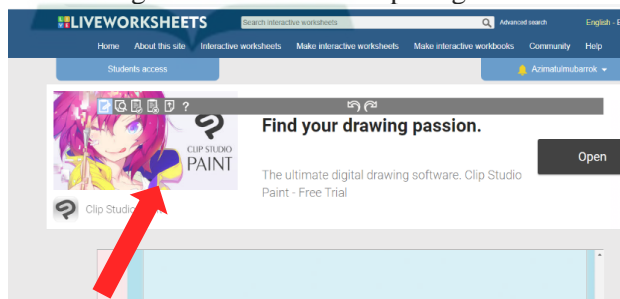 LIVEWORKSHEETS
Search interactive worksheets
Advanced search
English -
Home About this site Interactive worksheets Make interactive worksheets Make interactive workbooks Community Help
Students access
Azimatulmubarrok
?
CLIP STUDIO
PAINT
Find your drawing passion.
The ultimate digital drawing software. Clip Studio
Paint - Free Trial
Open
Clip Studio